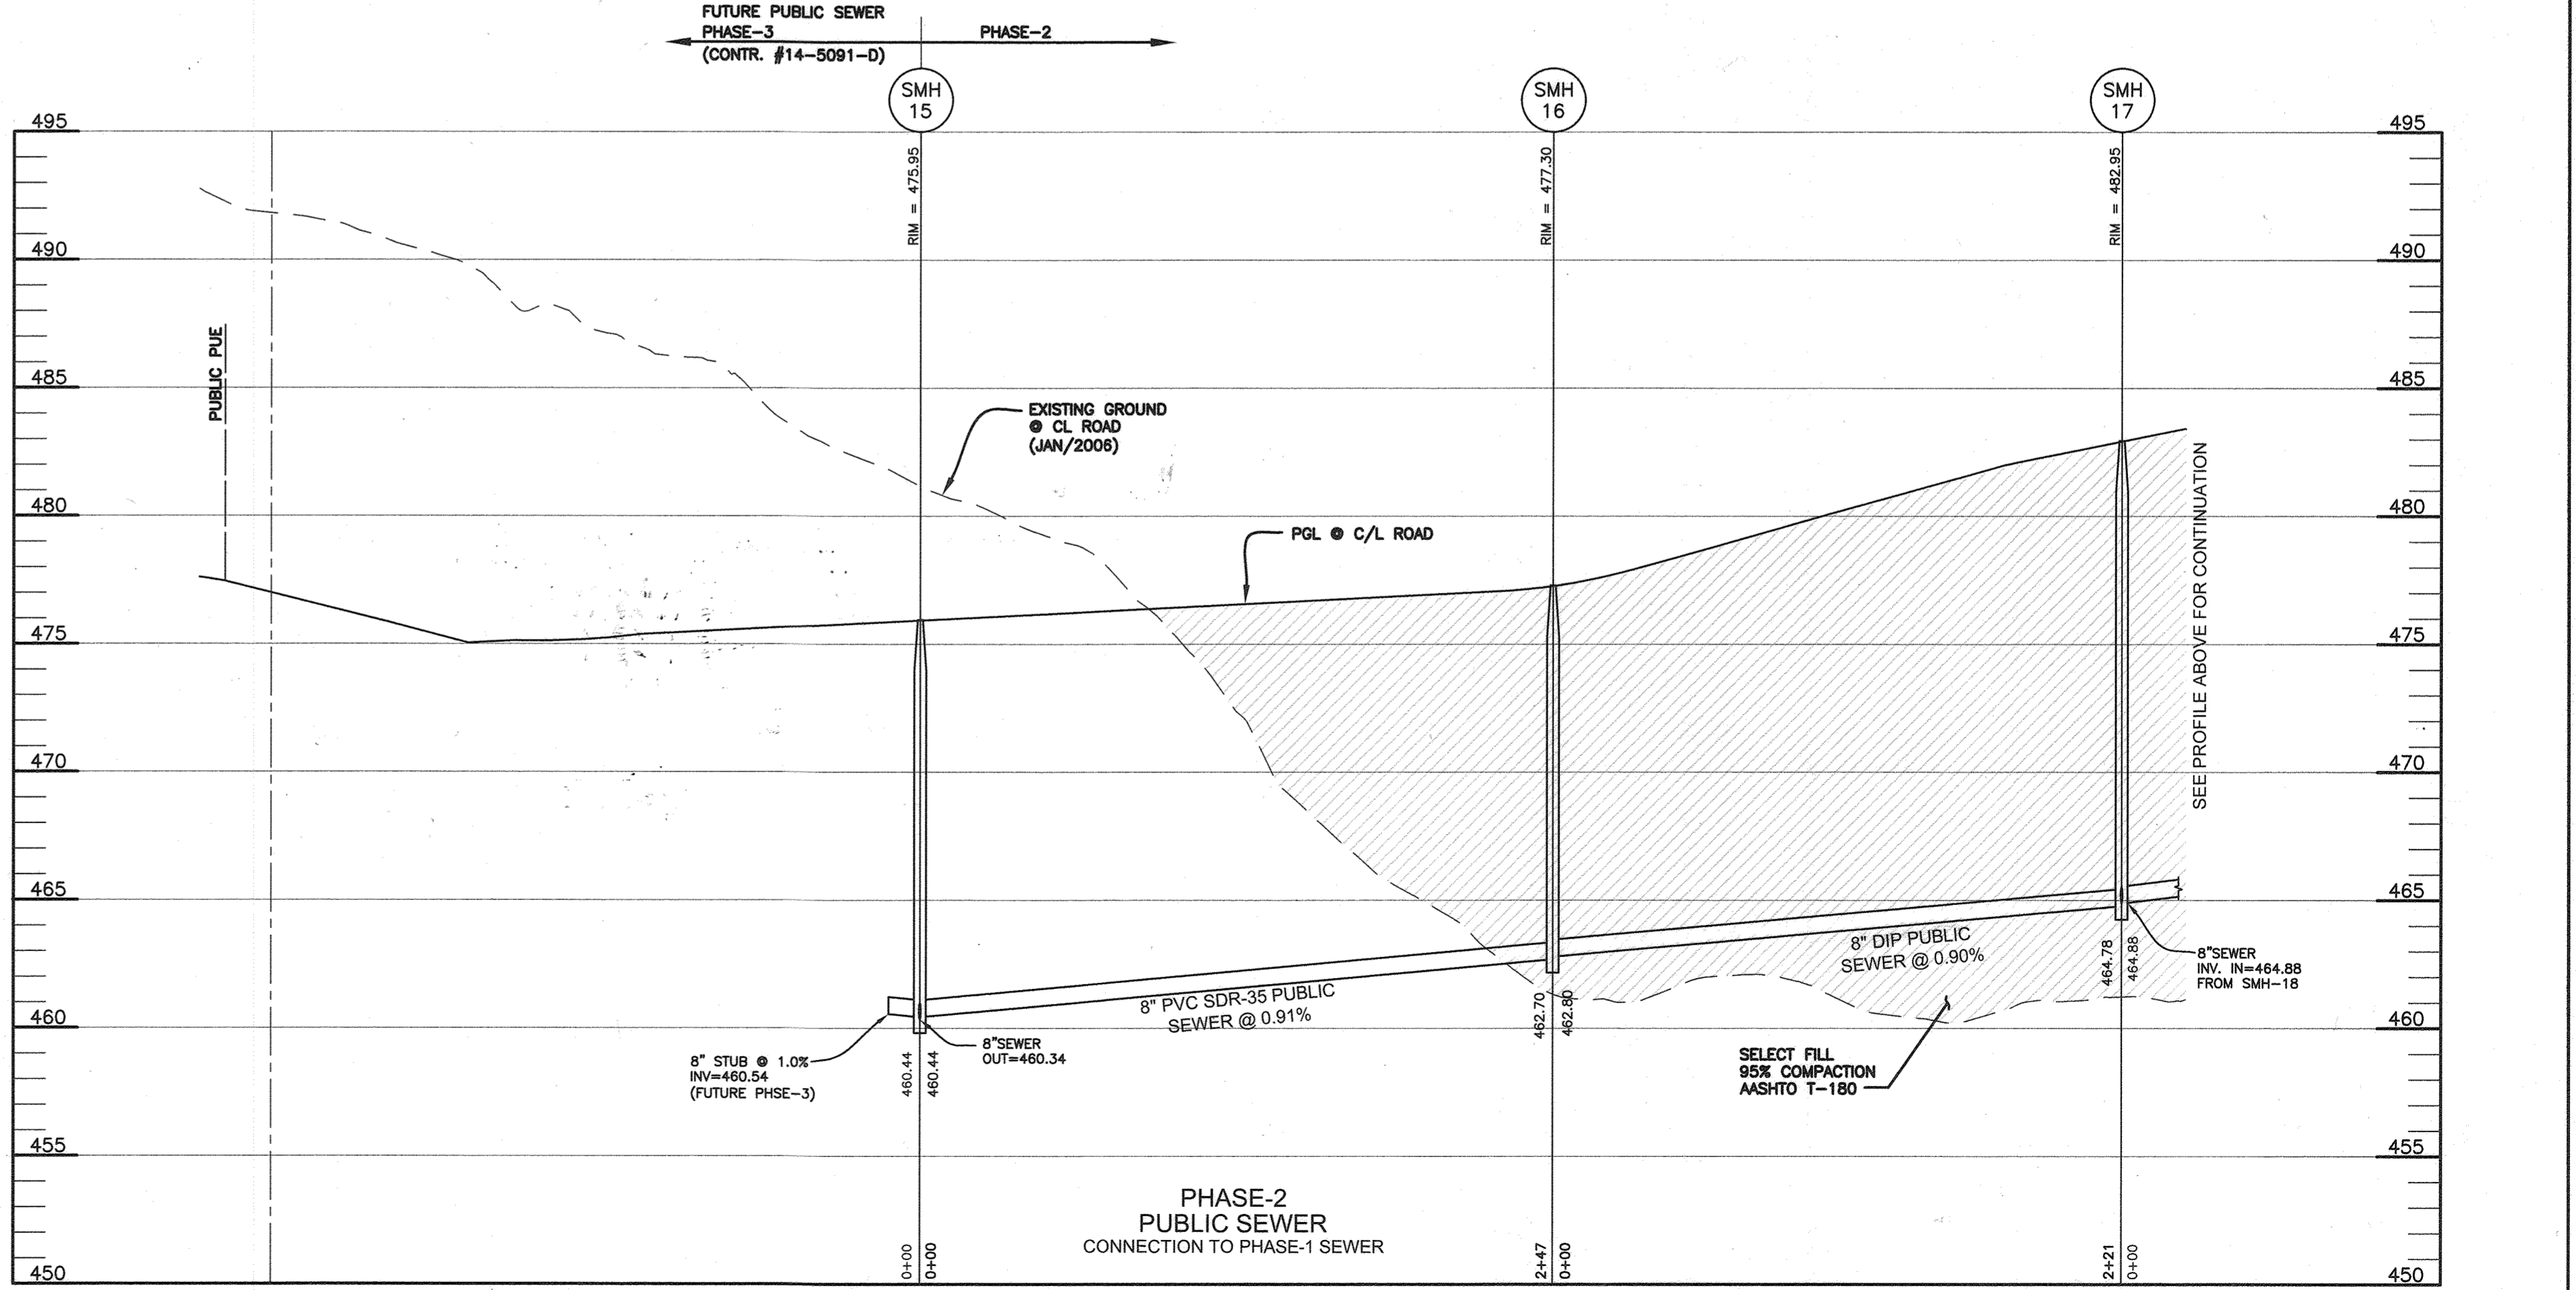 FUTURE PUBLIC SEWER
PHASE-3
(CONTR. #14-5091-D)
PHASE-2
SMH
15
SMH
16
SMH
17
495
495
RIM = 475.95
RIM = 477.30
RIM = 482.95
490
490
PUBLIC PUE
485
485
EXISTING GROUND
@ CL ROAD
(JAN/2006)
480
480
PGL @ C/L ROAD
SEE PROFILE ABOVE FOR CONTINUATION
475
475
470
470
465
465
8" DIP PUBLIC
SEWER @ 0.90%
464.78
464.88
8"SEWER
INV. IN=464.88
FROM SMH-18
8" PVC SDR-35 PUBLIC
SEWER @ 0.91%
462.70
462.80
460
460
8"SEWER
OUT=460.34
8" STUB @ 1.0%
INV=460.54
(FUTURE PHSE-3)
460.44
460.44
SELECT FILL
95% COMPACTION
AASHTO T-180
455
455
PHASE-2
PUBLIC SEWER
CONNECTION TO PHASE-1 SEWER
0+00
0+00
2+47
0+00
2+21
0+00
450
450